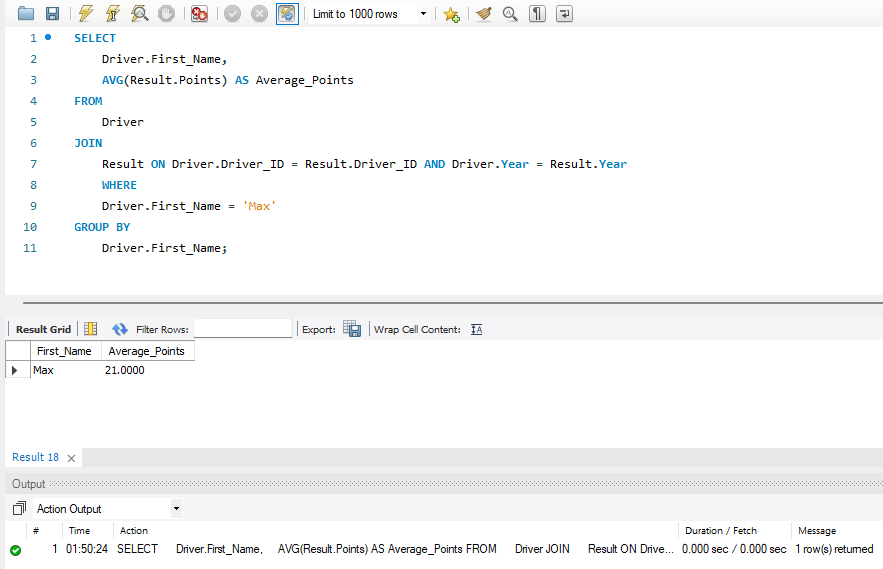 Limit to 1000 rows
1 SELECT
2 Driver.First_Name,
3 AVG(Result.Points) AS Average_Points
4 FROM
5 Driver
6 JOIN
7 Result ON Driver.Driver_ID = Result.Driver_ID AND Driver.Year = Result.Year
8 WHERE
9 Driver.First_Name = 'Max'
10 GROUP BY
11 Driver.First_Name;
Result Grid Filter Rows: Export: Wrap Cell Content: IA
First_Name Average_Points
Max 21.0000
Result 18
Output
Action Output
# Time Action Duration / Fetch Message
1 01:50:24 SELECT Driver.First_Name, AVG(Result.Points) AS Average_Points FROM Driver JOIN Result ON Drive... 0.000 sec / 0.000 sec 1 row(s) returned